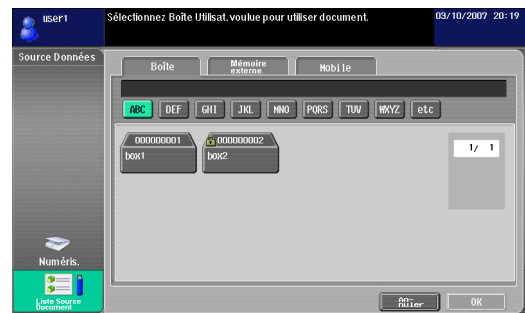 user1
Sélectionnez Boîte Utilisat. voulue pour utiliser document.
03/10/2007 20:19
Source Données
Boîte
Mémoire
externe
Mobile
ABC DEF GHI JKL MNO PQRS TUV WXYZ etc
000000001 000000002
box1 box2
1/ 1
Numéris.
Liste Source
Document
An-
nuler
OK